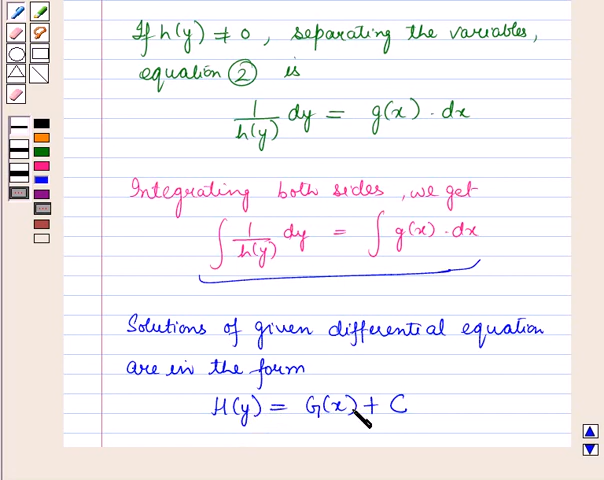 If h(y) ≠ 0, separating the variables,
equation ② is
1/h(y) dy = g(x) · dx
Integrating both sides, we get
∫ 1/h(y) dy = ∫ g(x) · dx
Solutions of given differential equation
are in the form
H(y) = G(x) + C